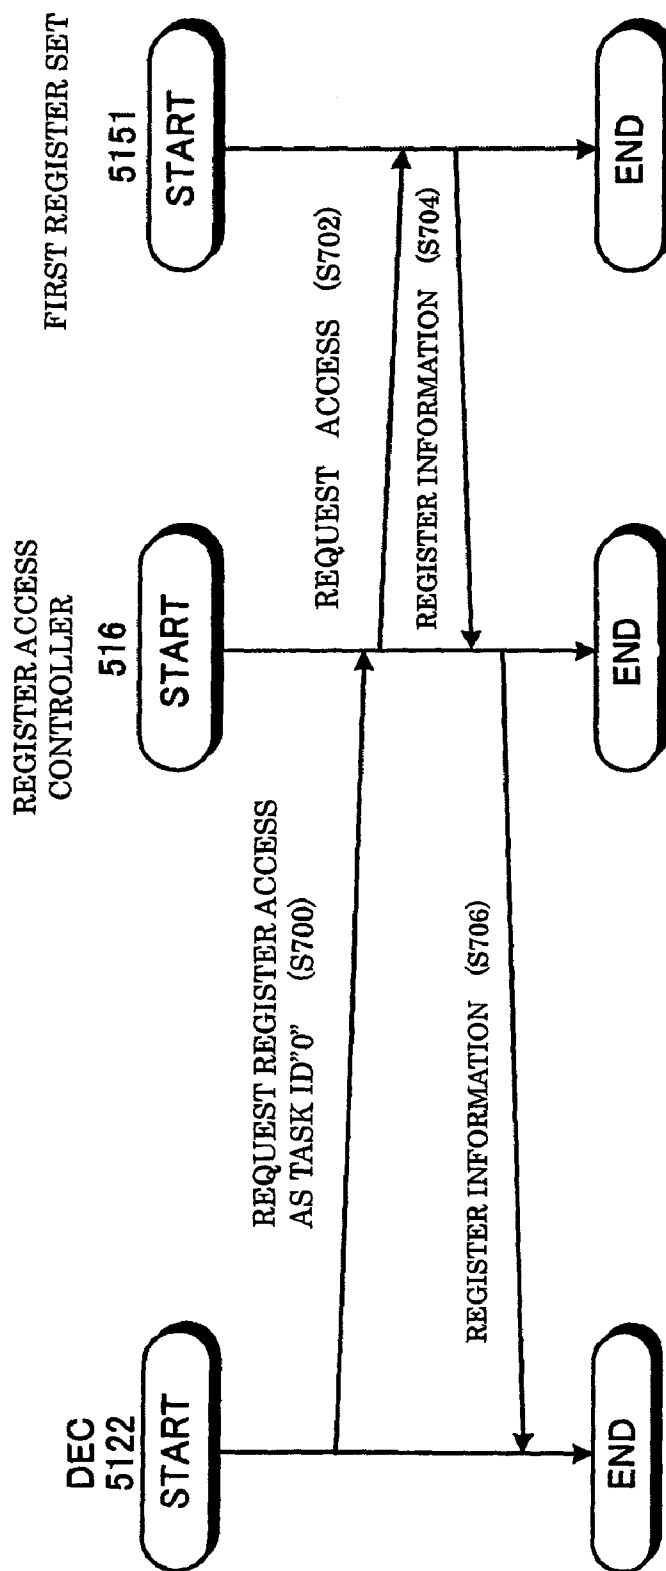 DEC
5122
START
REGISTER ACCESS
CONTROLLER
516
START
FIRST REGISTER SET
5151
START
REQUEST REGISTER ACCESS
AS TASK ID"0" (S700)
REQUEST ACCESS (S702)
REGISTER INFORMATION (S704)
REGISTER INFORMATION (S706)
END
END
END